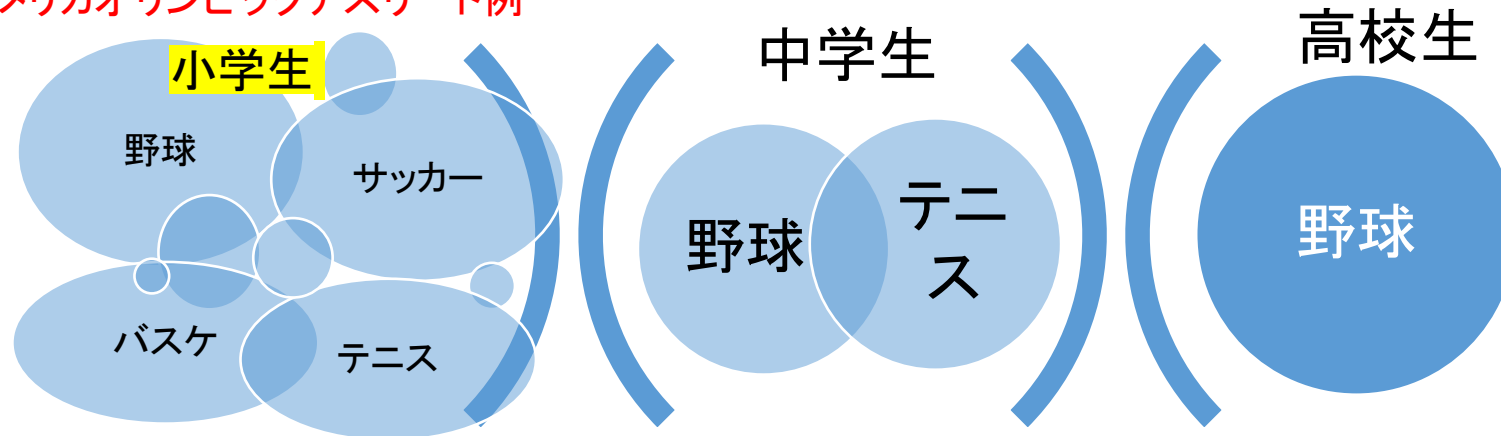 メリカオリンピックアスリート例
小学生
野球
サッカー
バスケ
テニス
中学生
野球
テニ
ス
高校生
野球